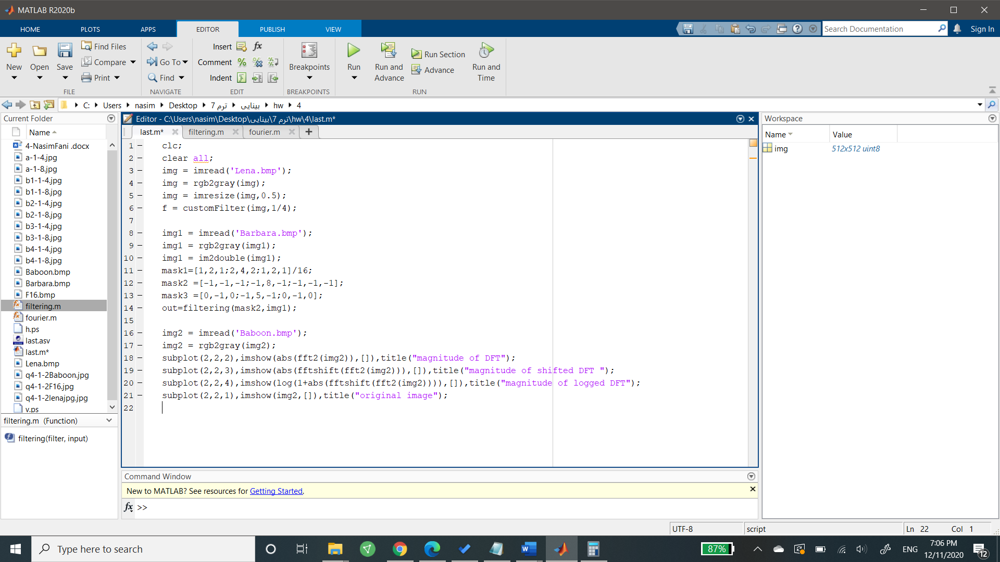 MATLAB R2020b
HOME PLOTS APPS EDITOR PUBLISH VIEW
Search Documentation
Sign In
New Open Save
Find Files
Compare
Print
FILE
Go To
Find
NAVIGATE
Insert fx
Comment
Indent
EDIT
Breakpoints
BREAKPOINTS
Run
Run and Advance
Run Section
Advance
Run and Time
RUN
C: Users nasim Desktop ترم 7 بینایی hw 4
Current Folder
Name
4-NasimFani .docx
a-1-4.jpg
a-1-8.jpg
b1-1-4.jpg
b1-1-8.jpg
b2-1-4.jpg
b2-1-8.jpg
b3-1-4.jpg
b3-1-8.jpg
b4-1-4.jpg
b4-1-8.jpg
Baboon.bmp
Barbara.bmp
F16.bmp
filtering.m
fourier.m
h.ps
last.asv
last.m*
Lena.bmp
q4-1-2Baboon.jpg
q4-1-2F16.jpg
q4-1-2lenajpg.jpg
v.ps
filtering.m (Function)
filtering(filter, input)
Editor - C:\Users\nasim\Desktop\ترم 7\بینایی\hw\4\last.m*
last.m* filtering.m fourier.m
1 clc;
2 clear all;
3 img = imread('Lena.bmp');
4 img = rgb2gray(img);
5 img = imresize(img,0.5);
6 f = customFilter(img,1/4);
7
8 img1 = imread('Barbara.bmp');
9 img1 = rgb2gray(img1);
10 img1 = im2double(img1);
11 mask1=[1,2,1;2,4,2;1,2,1]/16;
12 mask2 =[-1,-1,-1;-1,8,-1;-1,-1,-1];
13 mask3 =[0,-1,0;-1,5,-1;0,-1,0];
14 out=filtering(mask2,img1);
15
16 img2 = imread('Baboon.bmp');
17 img2 = rgb2gray(img2);
18 subplot(2,2,2),imshow(abs(fft2(img2)),[]),title("magnitude of DFT");
19 subplot(2,2,3),imshow(abs(fftshift(fft2(img2))),[]),title("magnitude of shifted DFT ");
20 subplot(2,2,4),imshow(log(1+abs(fftshift(fft2(img2)))),[]),title("magnitude of logged DFT");
21 subplot(2,2,1),imshow(img2,[]),title("original image");
22
Command Window
New to MATLAB? See resources for Getting Started.
fx >>
Workspace
Name Value
img 512x512 uint8
UTF-8 script Ln 22 Col 1
Type here to search
87%
ENG
7:06 PM
12/11/2020
12